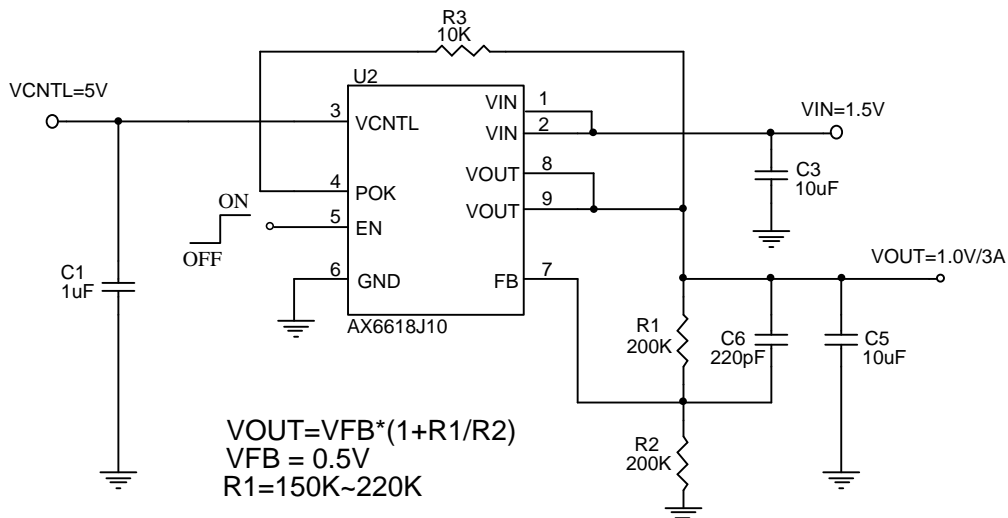 R3
10K
U2
VCNTL=5V
3
VCNTL
VIN
1
VIN
2
VIN=1.5V
C3
10uF
VOUT
8
4
POK
VOUT
9
ON
OFF
5
EN
C1
1uF
6
GND
FB
7
VOUT=1.0V/3A
AX6618J10
R1
200K
C6
220pF
C5
10uF
VOUT=VFB*(1+R1/R2)
VFB = 0.5V
R1=150K~220K
R2
200K